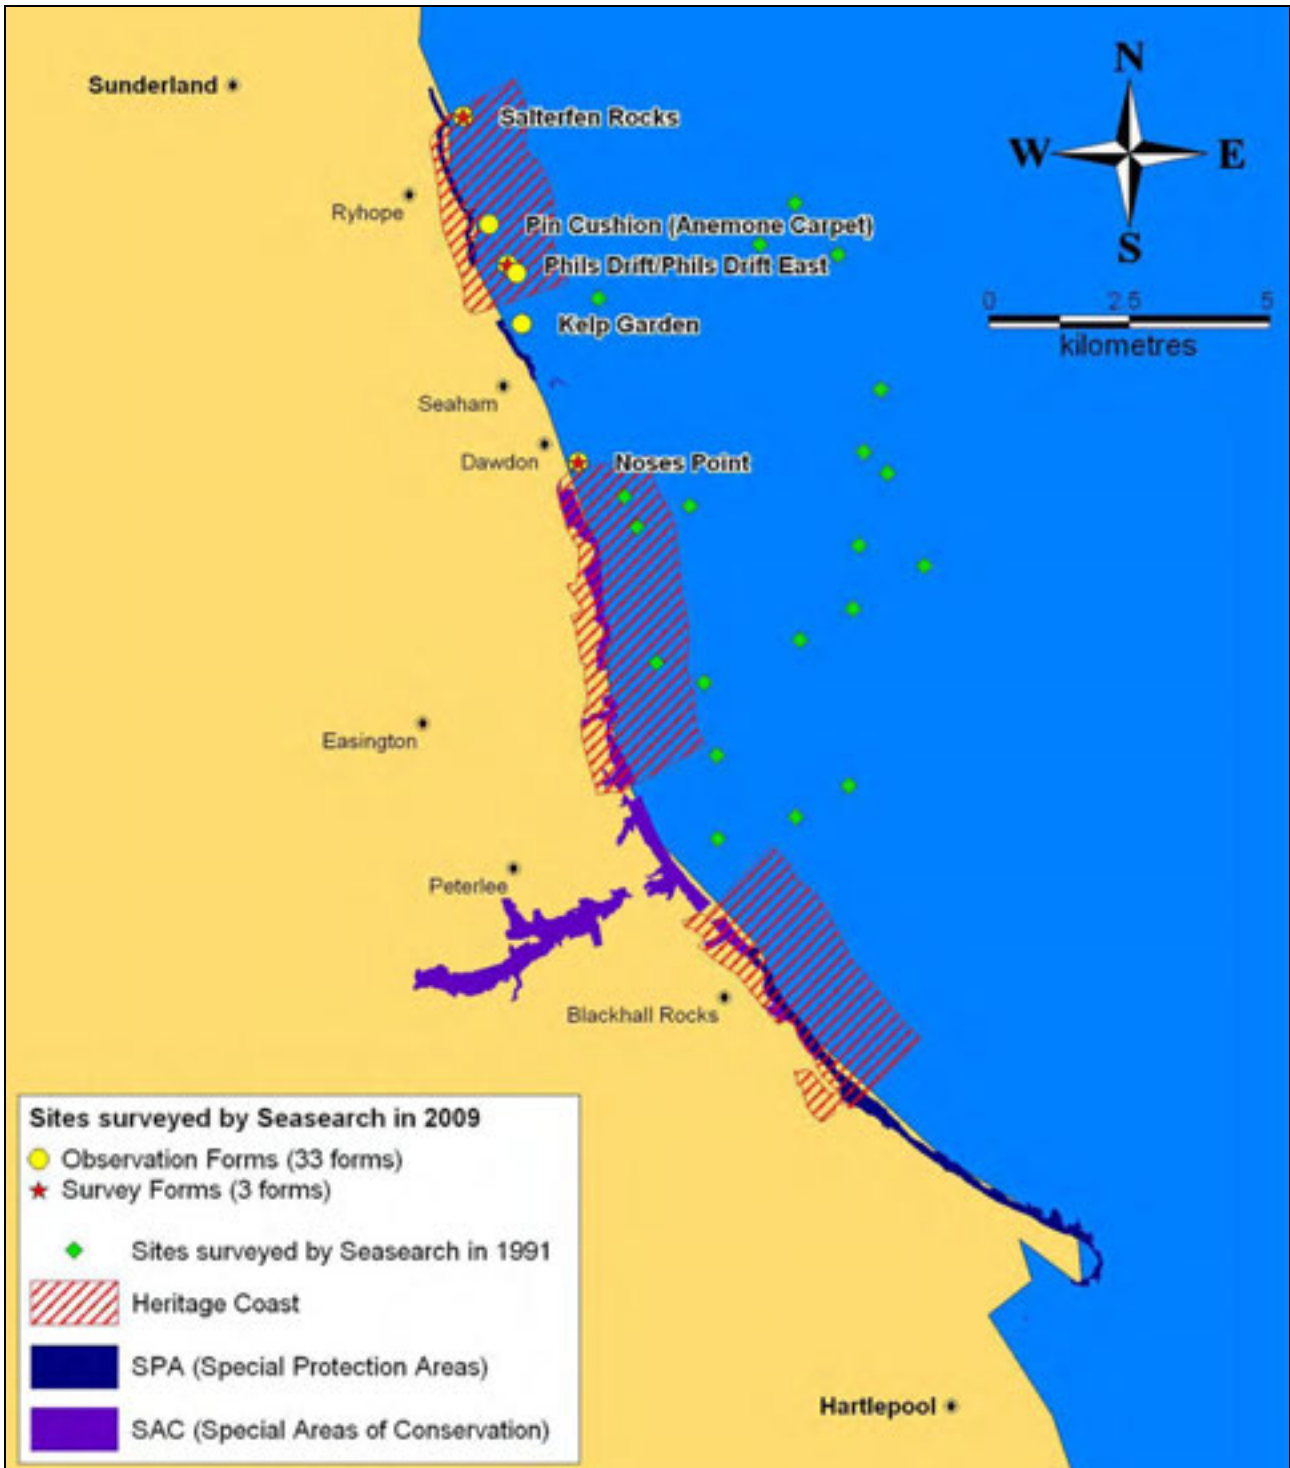 N
Sunderland
Salterfen Rocks
W
E
Ryhope
Pin Cushion (Anemone Carpet)
S
Phils Drift/Phils Drift East
0 2.5 5
Kelp Garden
kilometres
Seaham
Dawdon
Noses Point
Easington
Peterlee
Blackhall Rocks
Sites surveyed by Seasearch in 2009
Observation Forms (33 forms)
Survey Forms (3 forms)
Sites surveyed by Seasearch in 1991
Heritage Coast
SPA (Special Protection Areas)
Hartlepool
SAC (Special Areas of Conservation)